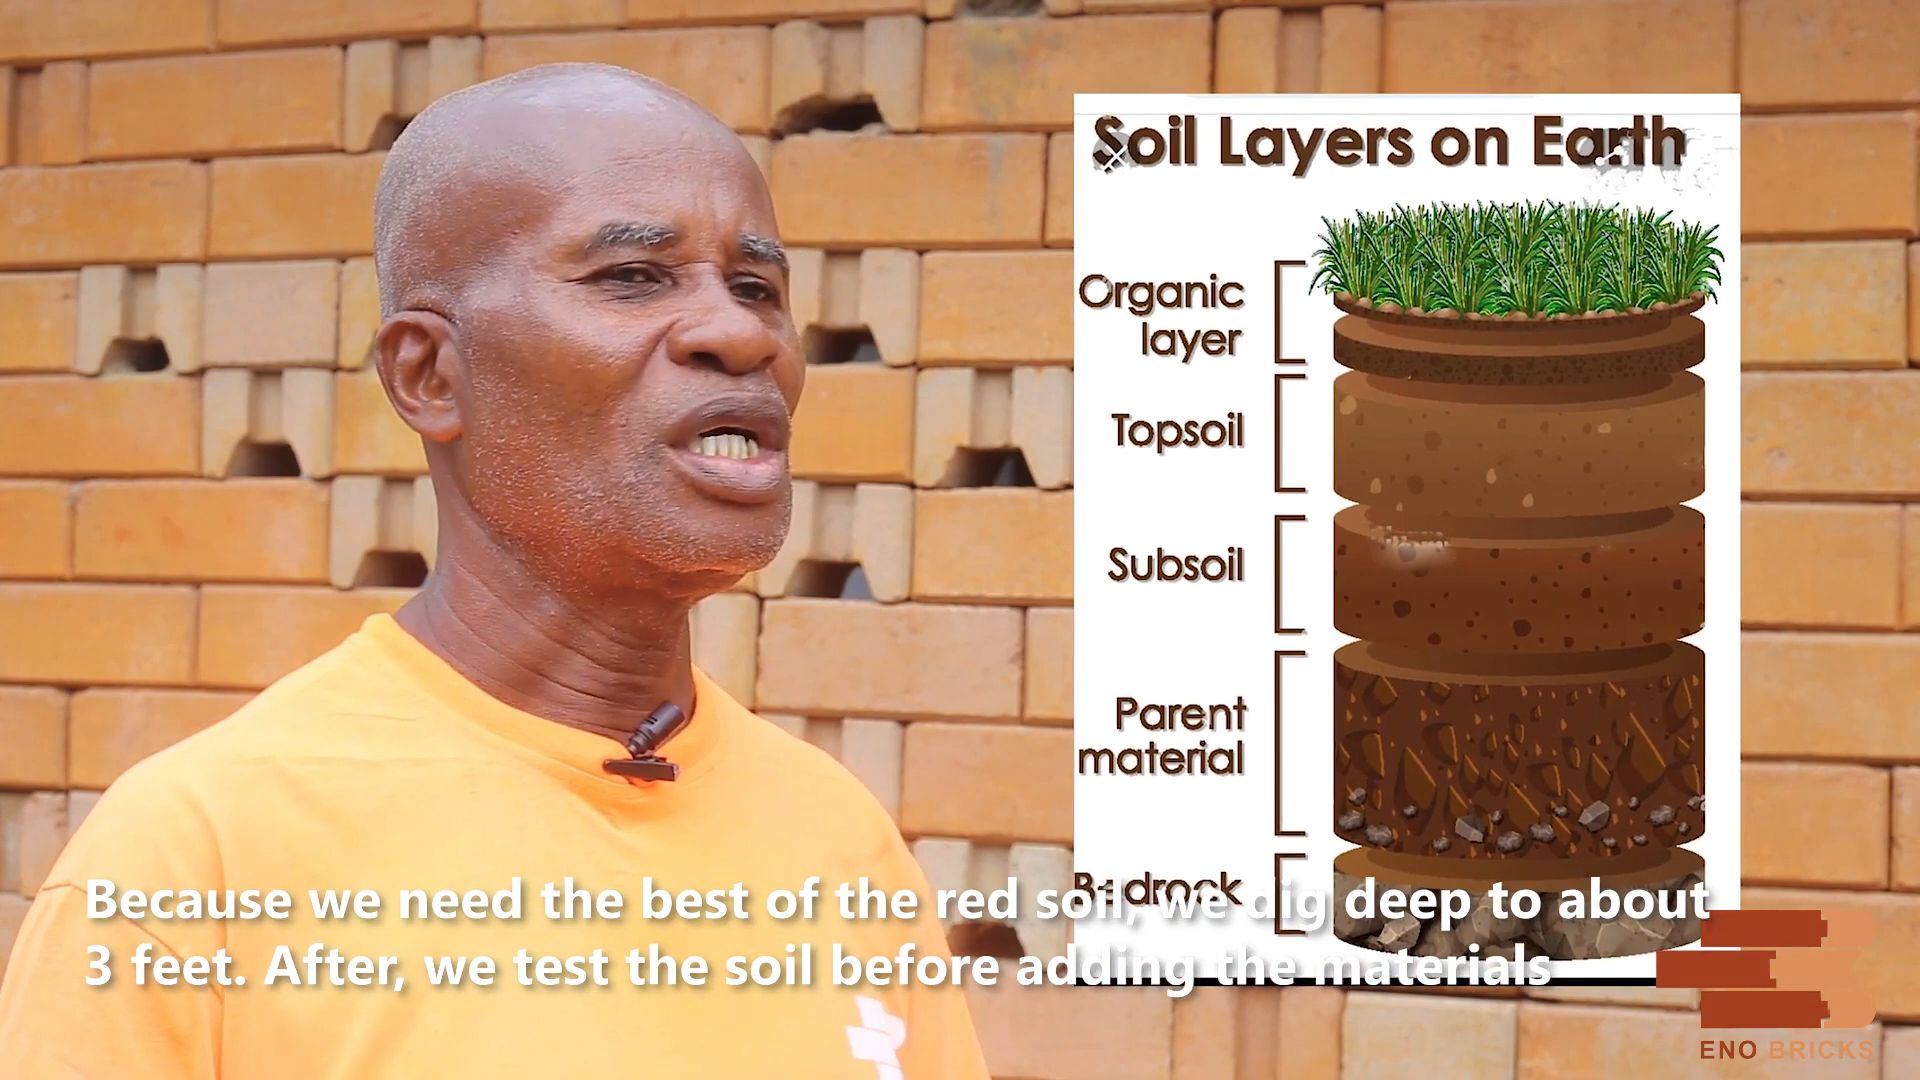 Soil Layers on Earth
Organic
layer
Topsoil
Subsoil
Parent
material
Bedrock
Because we need the best of the red soil, we dig deep to about
3 feet. After, we test the soil before adding the materials
ENO BRICKS